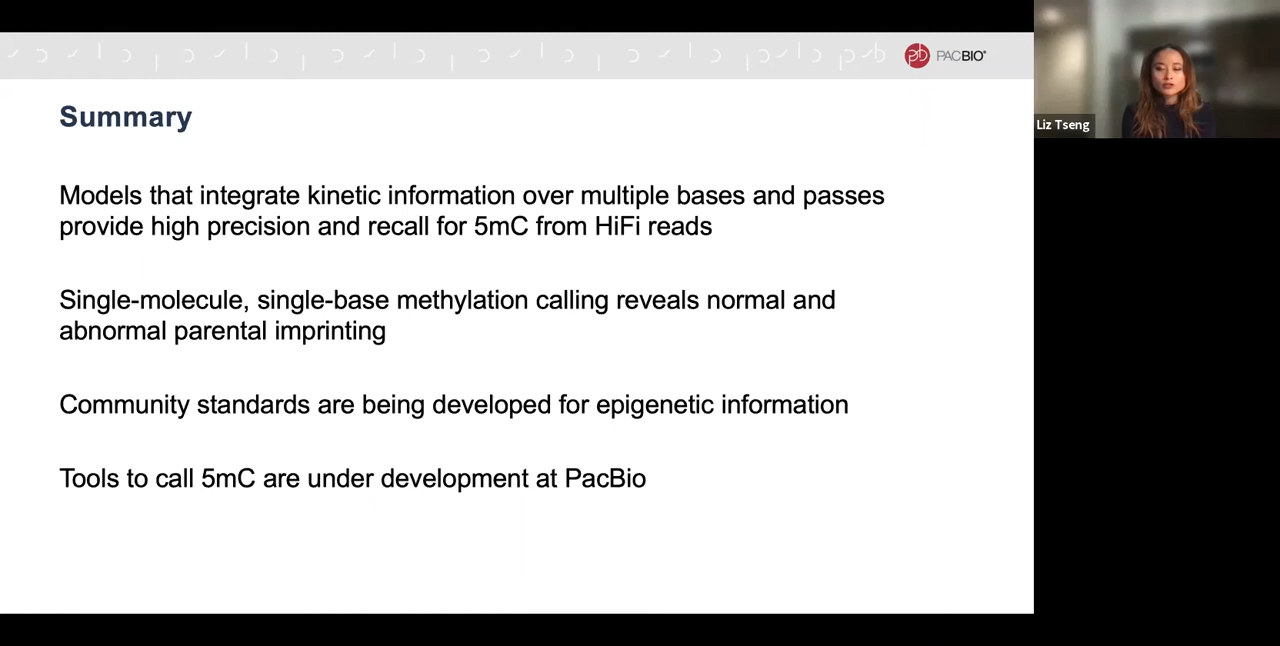 PACBIO®
Summary
Models that integrate kinetic information over multiple bases and passes
provide high precision and recall for 5mC from HiFi reads
Single-molecule, single-base methylation calling reveals normal and
abnormal parental imprinting
Community standards are being developed for epigenetic information
Tools to call 5mC are under development at PacBio
Liz Tseng